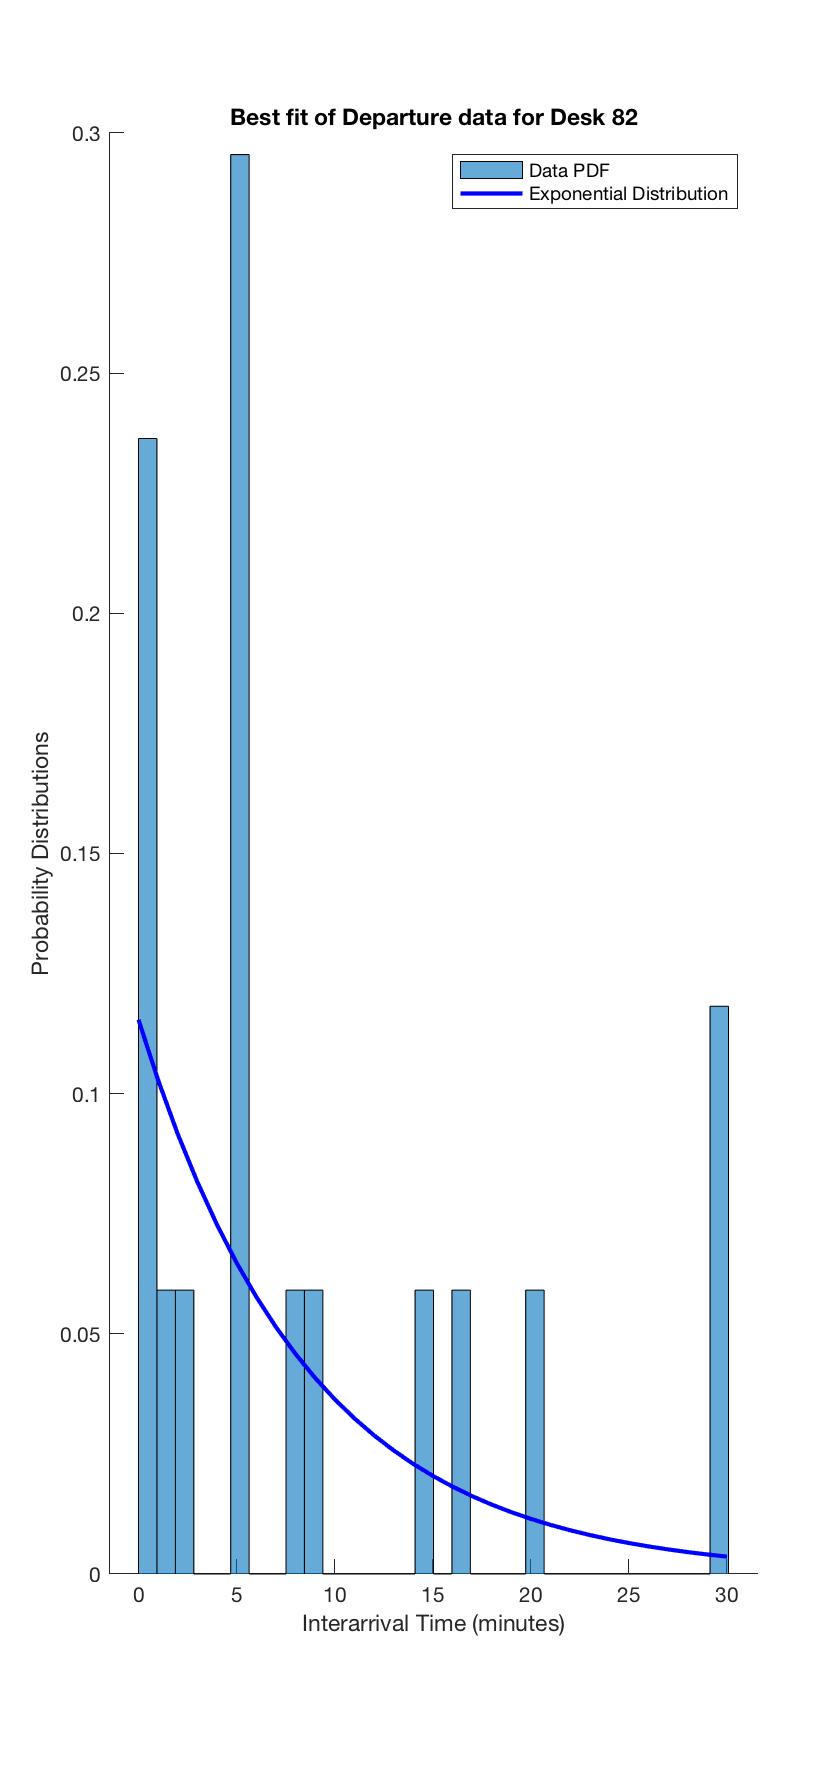 Best fit of Departure data for Desk 82
Data PDF
Exponential Distribution
0.3
0.25
0.2
0.15
0.1
0.05
0
Probability Distributions
0 5 10 15 20 25 30
Interarrival Time (minutes)